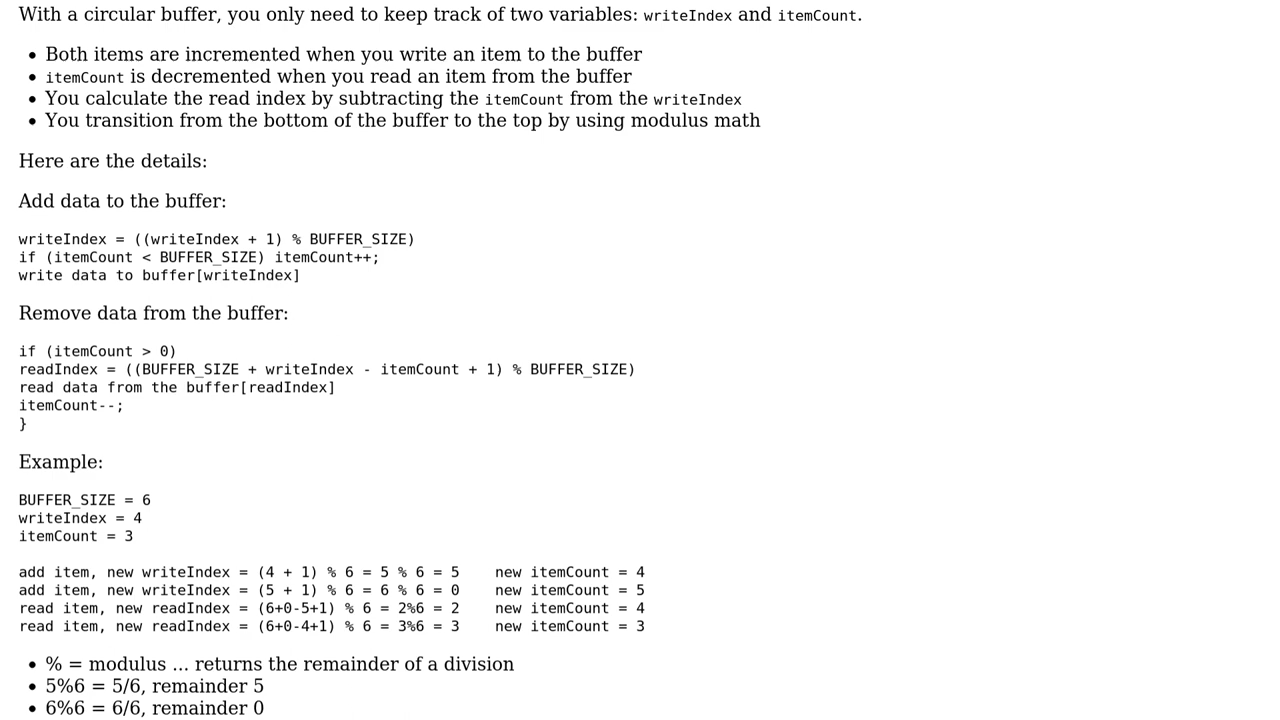 With a circular buffer, you only need to keep track of two variables: writeIndex and itemCount.
• Both items are incremented when you write an item to the buffer
• itemCount is decremented when you read an item from the buffer
• You calculate the read index by subtracting the itemCount from the writeIndex
• You transition from the bottom of the buffer to the top by using modulus math
Here are the details:
Add data to the buffer:
writeIndex = ((writeIndex + 1) % BUFFER_SIZE)
if (itemCount < BUFFER_SIZE) itemCount++;
write data to buffer[writeIndex]
Remove data from the buffer:
if (itemCount > 0)
readIndex = ((BUFFER_SIZE + writeIndex - itemCount + 1) % BUFFER_SIZE)
read data from the buffer[readIndex]
itemCount--;
}
Example:
BUFFER_SIZE = 6
writeIndex = 4
itemCount = 3
add item, new writeIndex = (4 + 1) % 6 = 5 % 6 = 5    new itemCount = 4
add item, new writeIndex = (5 + 1) % 6 = 6 % 6 = 0    new itemCount = 5
read item, new readIndex = (6+0-5+1) % 6 = 2%6 = 2    new itemCount = 4
read item, new readIndex = (6+0-4+1) % 6 = 3%6 = 3    new itemCount = 3
• % = modulus ... returns the remainder of a division
• 5%6 = 5/6, remainder 5
• 6%6 = 6/6, remainder 0